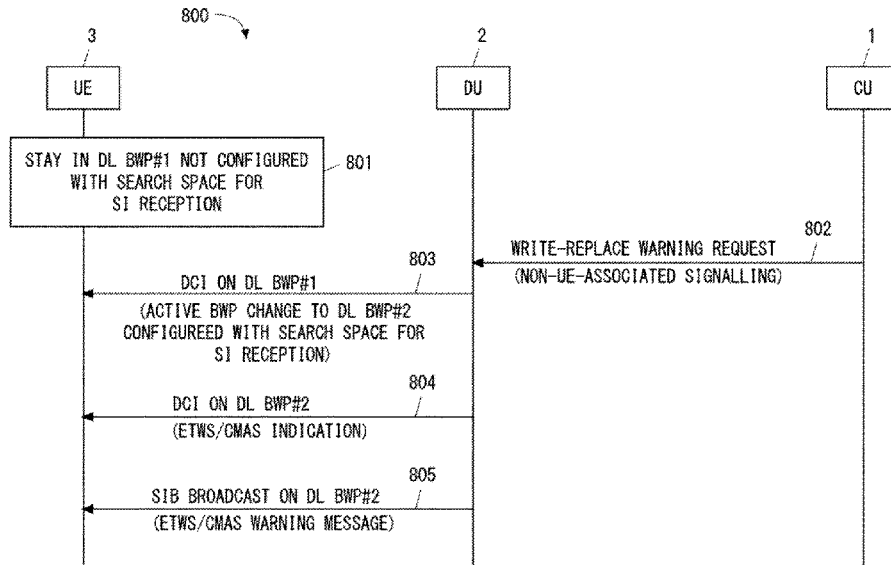 800
3
2
1
UE
DU
CU
STAY IN DL BWP#1 NOT CONFIGURED
WITH SEARCH SPACE FOR
SI RECEPTION
801
802
WRITE-REPLACE WARNING REQUEST
(NON-UE-ASSOCIATED SIGNALLING)
803
DCI ON DL BWP#1
(ACTIVE BWP CHANGE TO DL BWP#2
CONFIGUREED WITH SEARCH SPACE FOR
SI RECEPTION)
804
DCI ON DL BWP#2
(ETWS/CMAS INDICATION)
805
SIB BROADCAST ON DL BWP#2
(ETWS/CMAS WARNING MESSAGE)